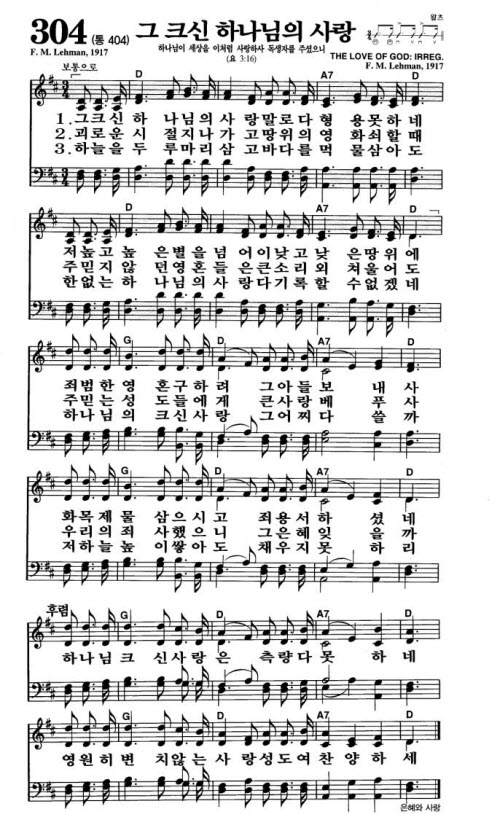 304 (통 404) 그 크신 하나님의 사랑
왈츠
F. M. Lehman, 1917
하나님이 세상을 이처럼 사랑하사 독생자를 주셨으니
(요 3:16)
THE LOVE OF GOD: IRREG.
F. M. Lehman, 1917
보통으로
D A7 D
1.그크신하 나님의사랑말로다형 용못하네
2.괴로운시 절지나가고땅위의영 화쇠할때
3.하늘을두 루마리삼고바다를먹 물삼아도
D A7 D
저높고높 은별을넘어이낮고낮 은땅위에
주믿지않 던영혼들은큰소리외 쳐울어도
한없는하 나님의사랑다기록할 수없겠네
G D A7 D
죄범한영 혼구하려 그아들보 내사
주믿는성 도들에게 큰사랑베 푸사
하나님의 크신사랑 그어찌다 쓸까
G D A7 D
화목제물 삼으시고 죄용서하 셨네
우리의죄 사했으니 그은혜잊 을까
저하늘높 이쌓아도 채우지못 하리
후렴
G D A7 D
하나님크 신사랑은 측량다못 하네
G D A7 D
영원히변 치않는사랑성도여찬양하세
은혜와 사랑